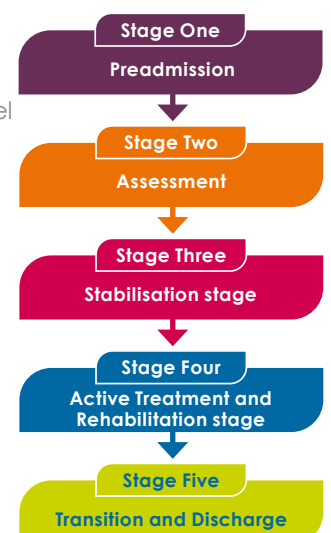 Stage One
Preadmission
el
Stage Two
Assessment
Stage Three
Stabilisation stage
Stage Four
Active Treatment and
Rehabilitation stage
Stage Five
Transition and Discharge